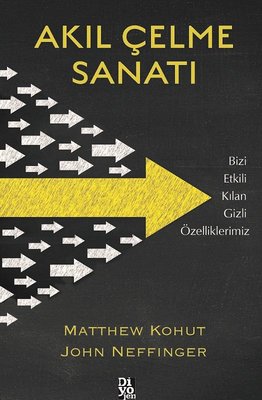 AKIL ÇELME
SANATI
Bizi
Etkili
Kılan
Gizli
Özelliklerimiz
MATTHEW KOHUT
JOHN NEFFINGER
Di
yo
jen